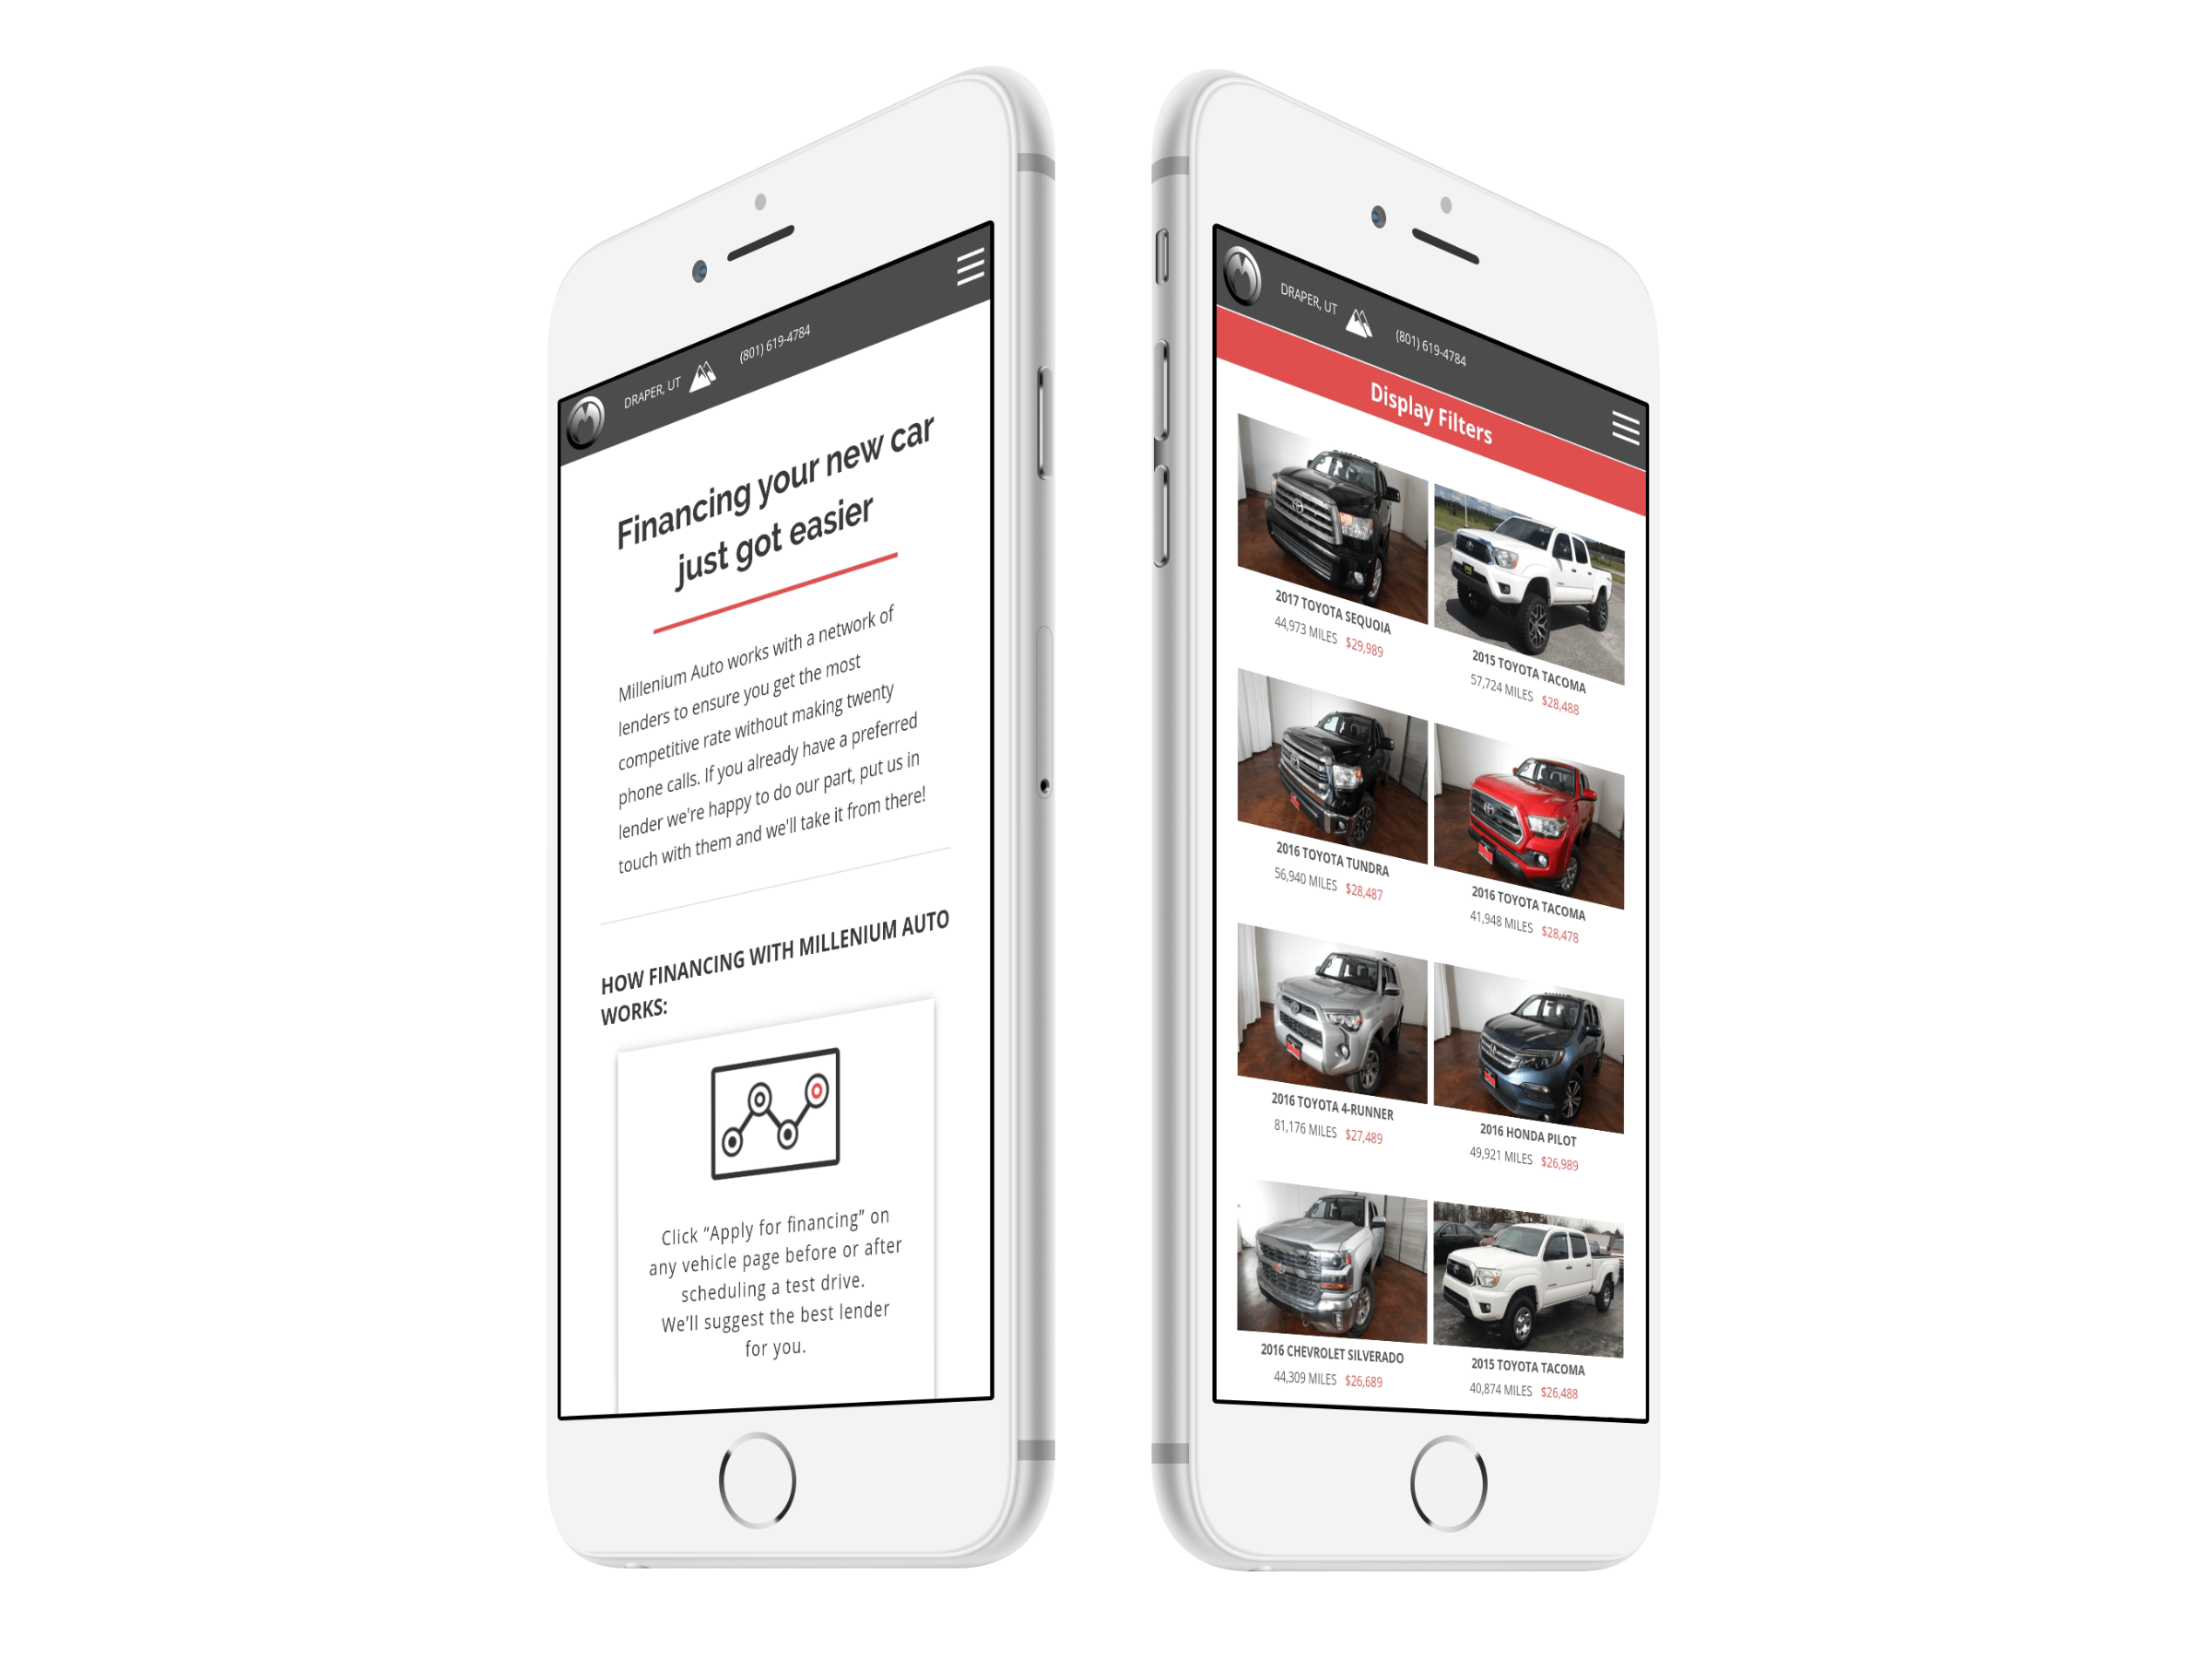 DRAPER, UT
(801) 619-4784
Financing your new car
just got easier
Millenium Auto works with a network of
lenders to ensure you get the most
competitive rate without making twenty
phone calls. If you already have a preferred
lender we're happy to do our part, put us in
touch with them and we'll take it from there!
HOW FINANCING WITH MILLENIUM AUTO
WORKS:
Click “Apply for financing” on
any vehicle page before or after
scheduling a test drive.
We’ll suggest the best lender
for you.
DRAPER, UT
(801) 619-4784
Display Filters
2017 TOYOTA SEQUOIA
44,973 MILES $29,989
2015 TOYOTA TACOMA
57,724 MILES $28,488
2016 TOYOTA TUNDRA
56,940 MILES $28,487
2016 TOYOTA TACOMA
41,948 MILES $28,478
2016 TOYOTA 4-RUNNER
81,176 MILES $27,489
2016 HONDA PILOT
49,921 MILES $26,989
2016 CHEVROLET SILVERADO
44,309 MILES $26,689
2015 TOYOTA TACOMA
40,874 MILES $26,488